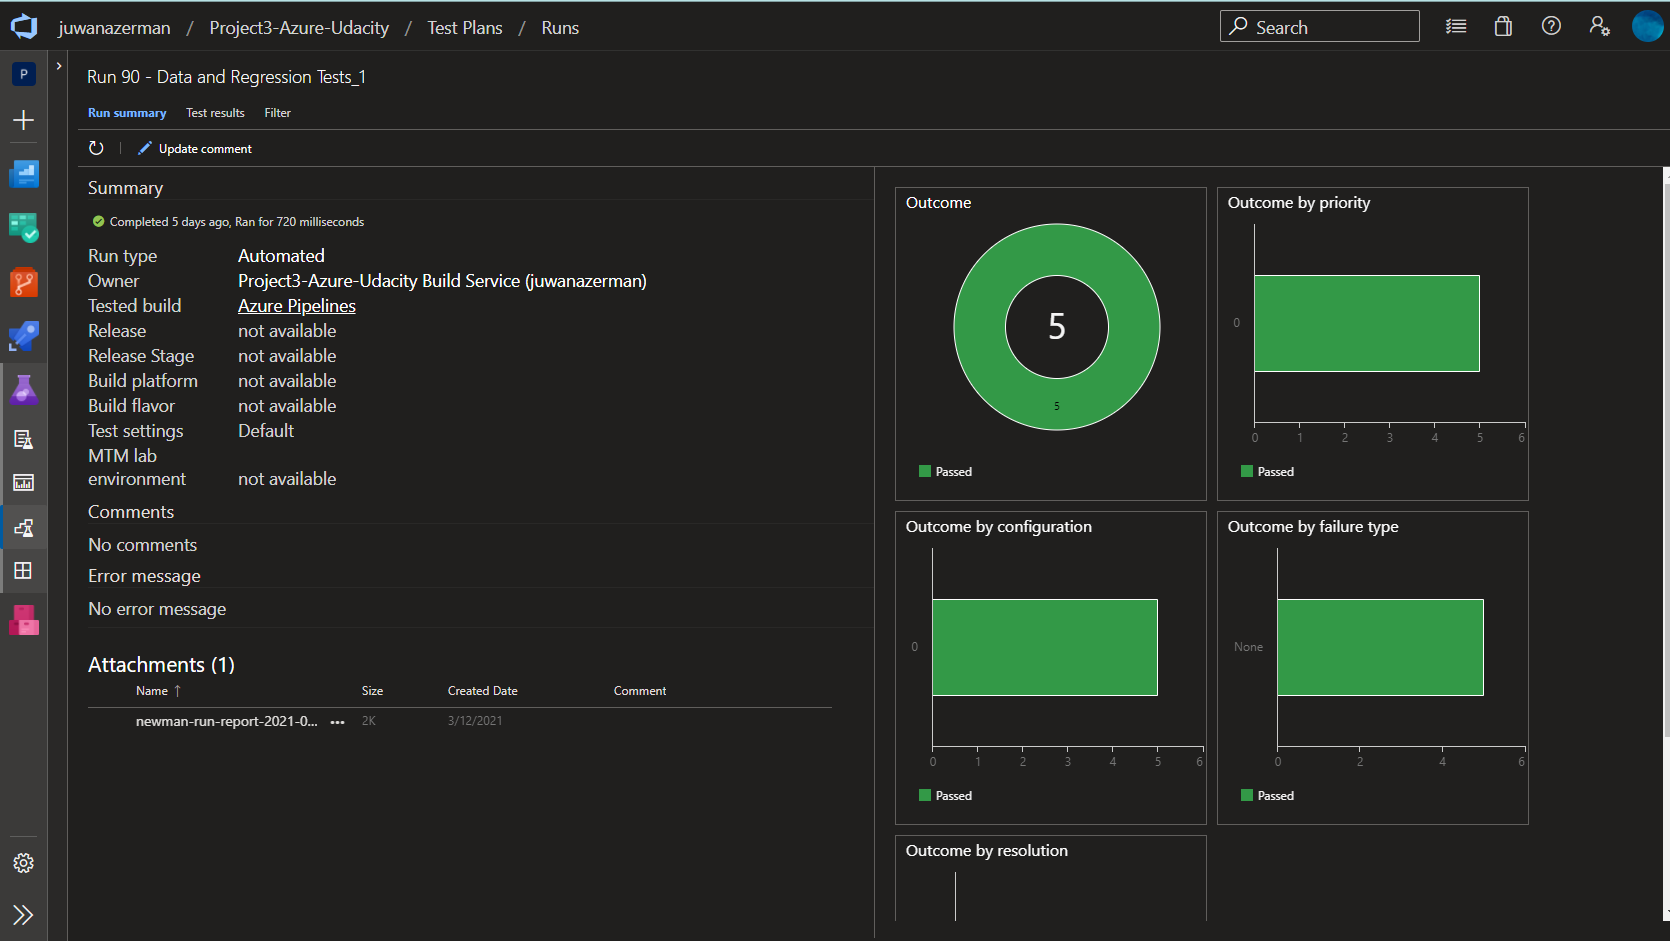 juwanazerman / Project3-Azure-Udacity / Test Plans / Runs
Search
P
Run 90 - Data and Regression Tests_1
Run summary Test results Filter
Update comment
Summary
Completed 5 days ago, Ran for 720 milliseconds
Run type Automated
Owner Project3-Azure-Udacity Build Service (juwanazerman)
Tested build Azure Pipelines
Release not available
Release Stage not available
Build platform not available
Build flavor not available
Test settings Default
MTM lab
environment not available
Comments
No comments
Error message
No error message
Attachments (1)
Name ↑ Size Created Date Comment
newman-run-report-2021-0... ••• 2K 3/12/2021
Outcome
5
5
Passed
Outcome by priority
0
0 1 2 3 4 5 6
Passed
Outcome by configuration
0
0 1 2 3 4 5 6
Passed
Outcome by failure type
None
0 2 4 6
Passed
Outcome by resolution